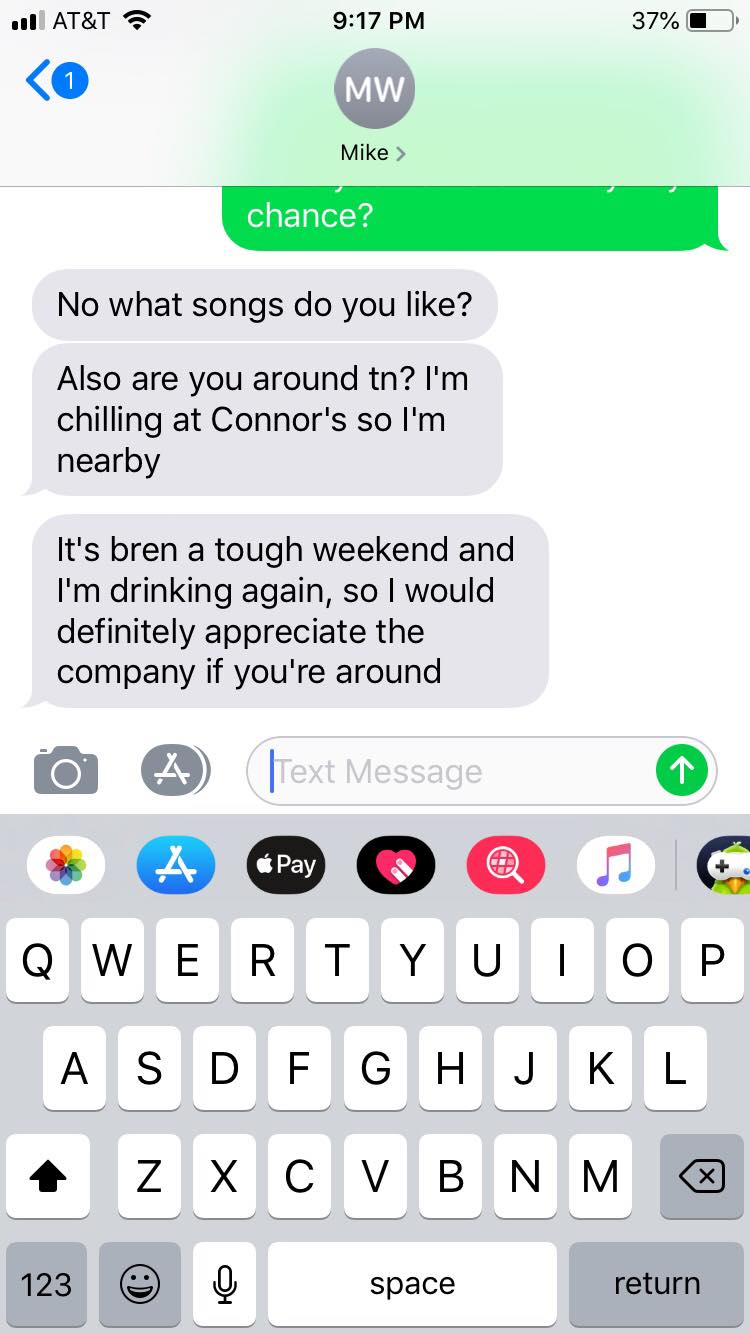 AT&T 9:17 PM 37%
1
MW
Mike
chance?
No what songs do you like?
Also are you around tn? I'm
chilling at Connor's so I'm
nearby
It's bren a tough weekend and
I'm drinking again, so I would
definitely appreciate the
company if you're around
Text Message
Pay
Q W E R T Y U I O P
A S D F G H J K L
Z X C V B N M
123 space return